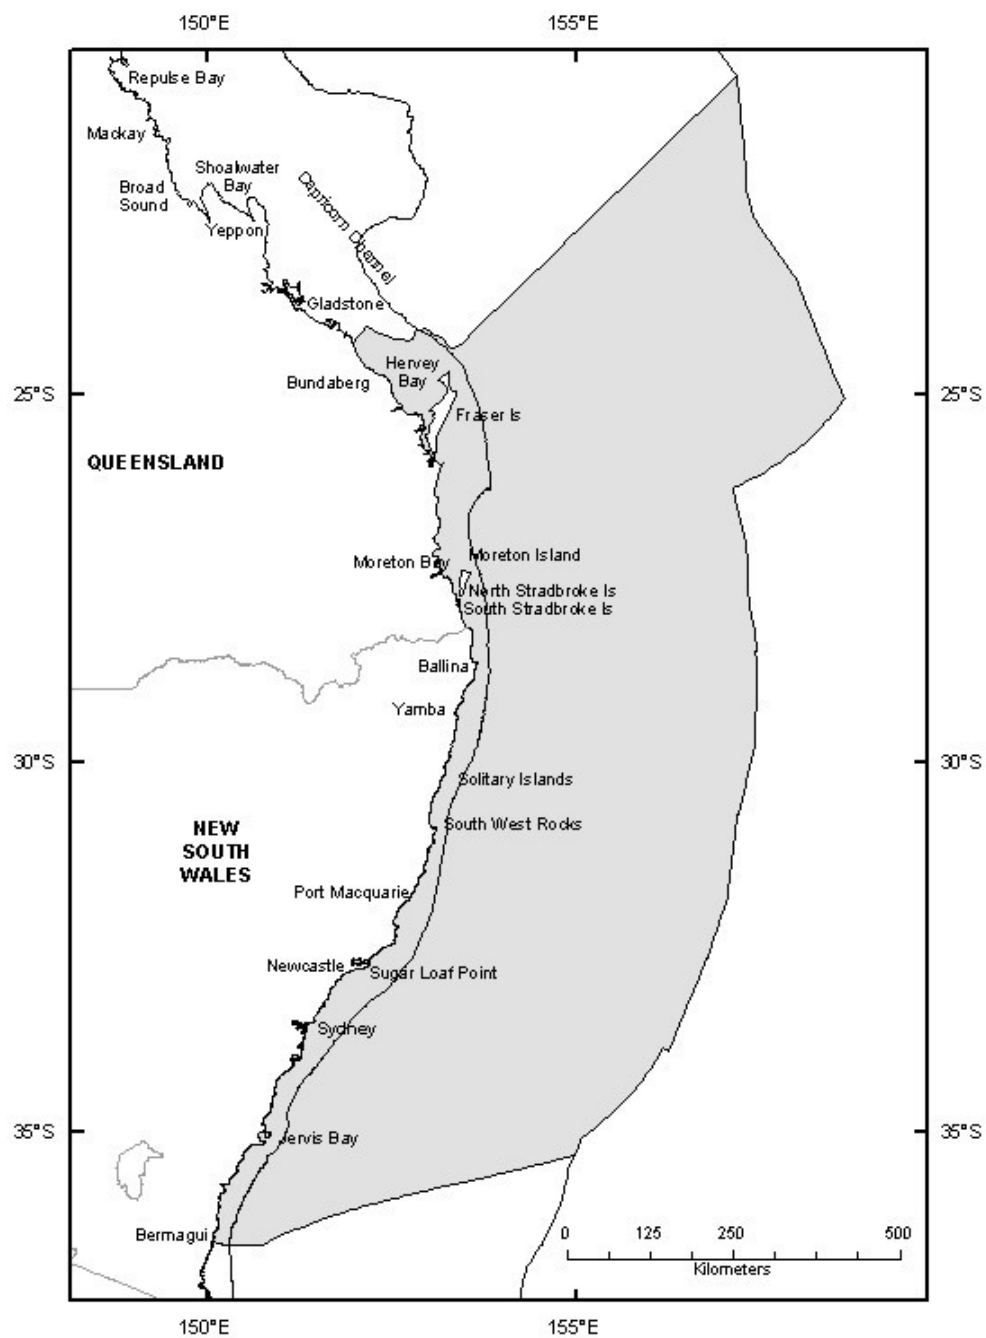 150°E 155°E
Repulse Bay
Mackay
Shoalwater
Bay
Broad
Sound
Yeppon
Capricorn Channel
Gladstone
Hervey
Bay
Bundaberg
25°S 25°S
Fraser Is
QUEENSLAND
Moreton Island
Moreton Bay
North Stradbroke Is
South Stradbroke Is
Ballina
Yamba
30°S 30°S
Solitary Islands
South West Rocks
NEW
SOUTH
WALES
Port Macquarie
Newcastle
Sugar Loaf Point
Sydney
35°S 35°S
Jervis Bay
Bermagui
0 125 250 500
Kilometers
150°E 155°E